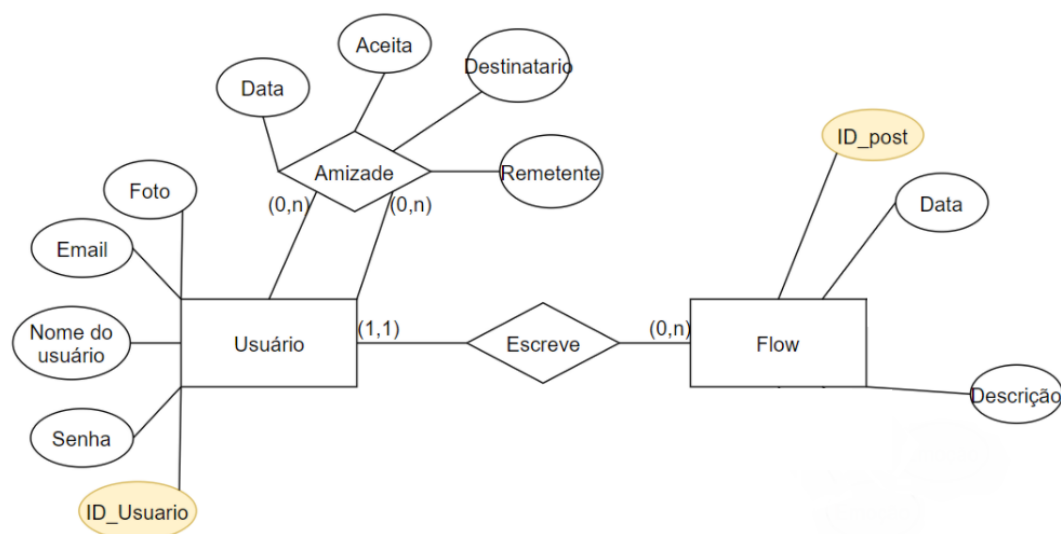 Aceita
Destinatario
Data
ID_post
Amizade
Remetente
Foto
(0,n)
(0,n)
Data
Email
Nome do
usuário
Usuário
(1,1)
Escreve
(0,n)
Flow
Descrição
Senha
ID_Usuario